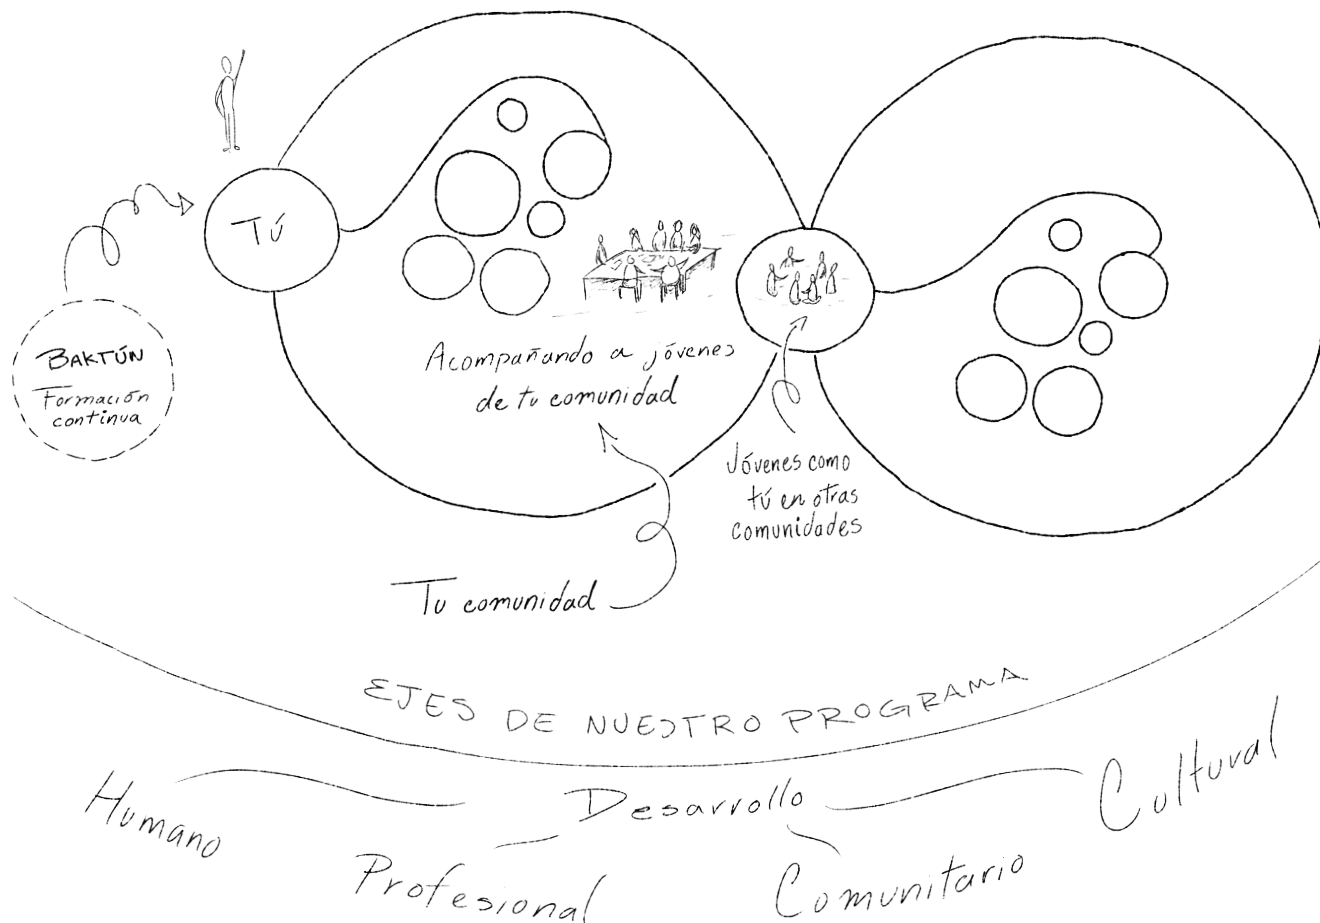 Tú
BAKTÚN
Formación
continua
Acompañando a jóvenes
de tu comunidad
Jóvenes como
tú en otras
comunidades
Tu comunidad
EJES DE NUESTRO PROGRAMA
Humano
Desarrollo
Cultural
Profesional
Comunitario